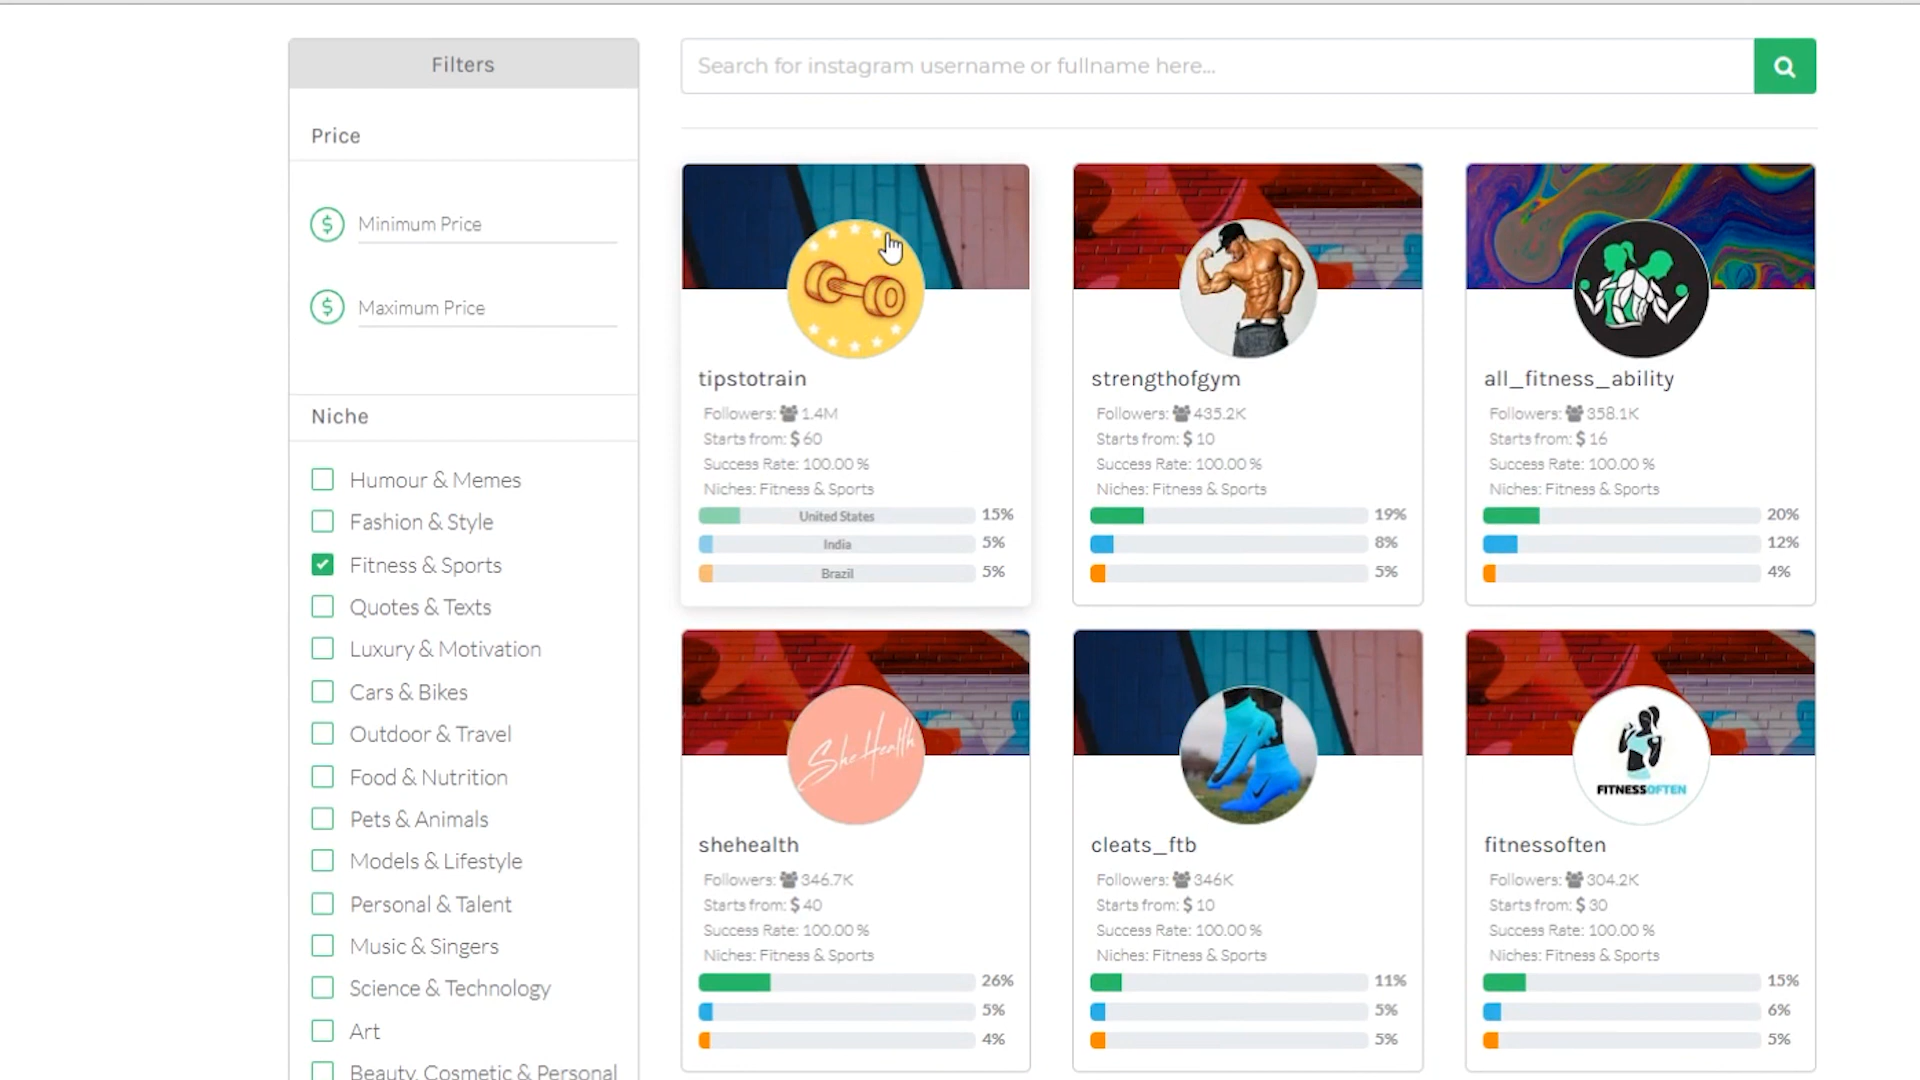 Filters
Price
Minimum Price
Maximum Price
Niche
Humour & Memes
Fashion & Style
Fitness & Sports
Quotes & Texts
Luxury & Motivation
Cars & Bikes
Outdoor & Travel
Food & Nutrition
Pets & Animals
Models & Lifestyle
Personal & Talent
Music & Singers
Science & Technology
Art
Beauty, Cosmetic & Personal
Search for instagram username or fullname here...
tipstotrain
Followers: 1.4M
Starts from: $ 60
Success Rate: 100.00 %
Niches: Fitness & Sports
United States 15%
India 5%
Brazil 5%
strengthofgym
Followers: 435.2K
Starts from: $ 10
Success Rate: 100.00 %
Niches: Fitness & Sports
19%
8%
5%
all_fitness_ability
Followers: 358.1K
Starts from: $ 16
Success Rate: 100.00 %
Niches: Fitness & Sports
20%
12%
4%
SheHealth
shehealth
Followers: 346.7K
Starts from: $ 40
Success Rate: 100.00 %
Niches: Fitness & Sports
26%
5%
4%
cleats_ftb
Followers: 346K
Starts from: $ 10
Success Rate: 100.00 %
Niches: Fitness & Sports
11%
5%
5%
FITNESSOFTEN
fitnessoften
Followers: 304.2K
Starts from: $ 30
Success Rate: 100.00 %
Niches: Fitness & Sports
15%
6%
5%